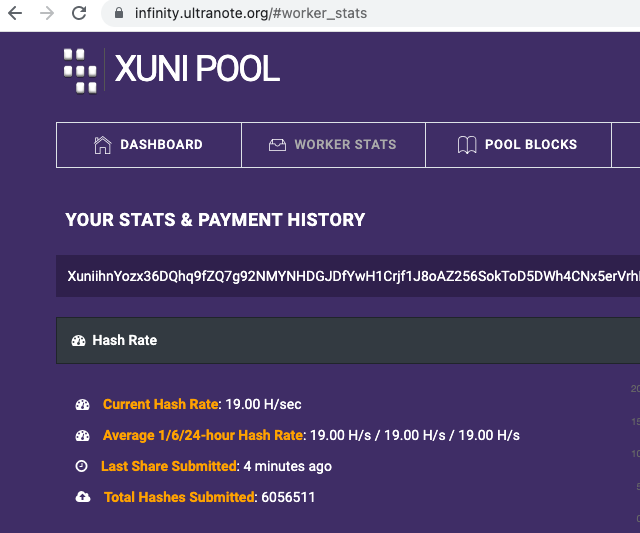 infinity.ultranote.org/#worker_stats
XUNI POOL
DASHBOARD WORKER STATS POOL BLOCKS
YOUR STATS & PAYMENT HISTORY
XuniihnYozx36DQhq9fZQ7g92NMYNHDGJDfYwH1Crjf1J8oAZ256SokToD5DWh4CNx5erVrh
Hash Rate
Current Hash Rate: 19.00 H/sec
Average 1/6/24-hour Hash Rate: 19.00 H/s / 19.00 H/s / 19.00 H/s
Last Share Submitted: 4 minutes ago
Total Hashes Submitted: 6056511